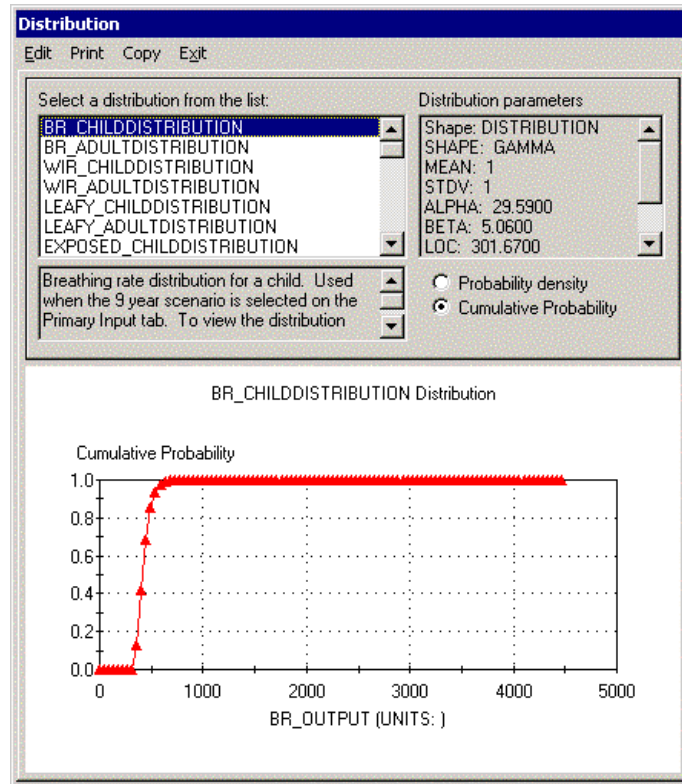 Distribution
Edit Print Copy Exit
Select a distribution from the list:
BR_CHILDDISTRIBUTION
BR_ADULTDISTRIBUTION
WIR_CHILDDISTRIBUTION
WIR_ADULTDISTRIBUTION
LEAFY_CHILDDISTRIBUTION
LEAFY_ADULTDISTRIBUTION
EXPOSED_CHILDDISTRIBUTION
Breathing rate distribution for a child. Used
when the 9 year scenario is selected on the
Primary Input tab. To view the distribution
Distribution parameters
Shape: DISTRIBUTION
SHAPE: GAMMA
MEAN: 1
STDV: 1
ALPHA: 29.5900
BETA: 5.0600
LOC: 301.6700
Probability density
Cumulative Probability
BR_CHILDDISTRIBUTION Distribution
Cumulative Probability
1.0
0.8
0.6
0.4
0.2
0.0
0 1000 2000 3000 4000 5000
BR_OUTPUT (UNITS: )